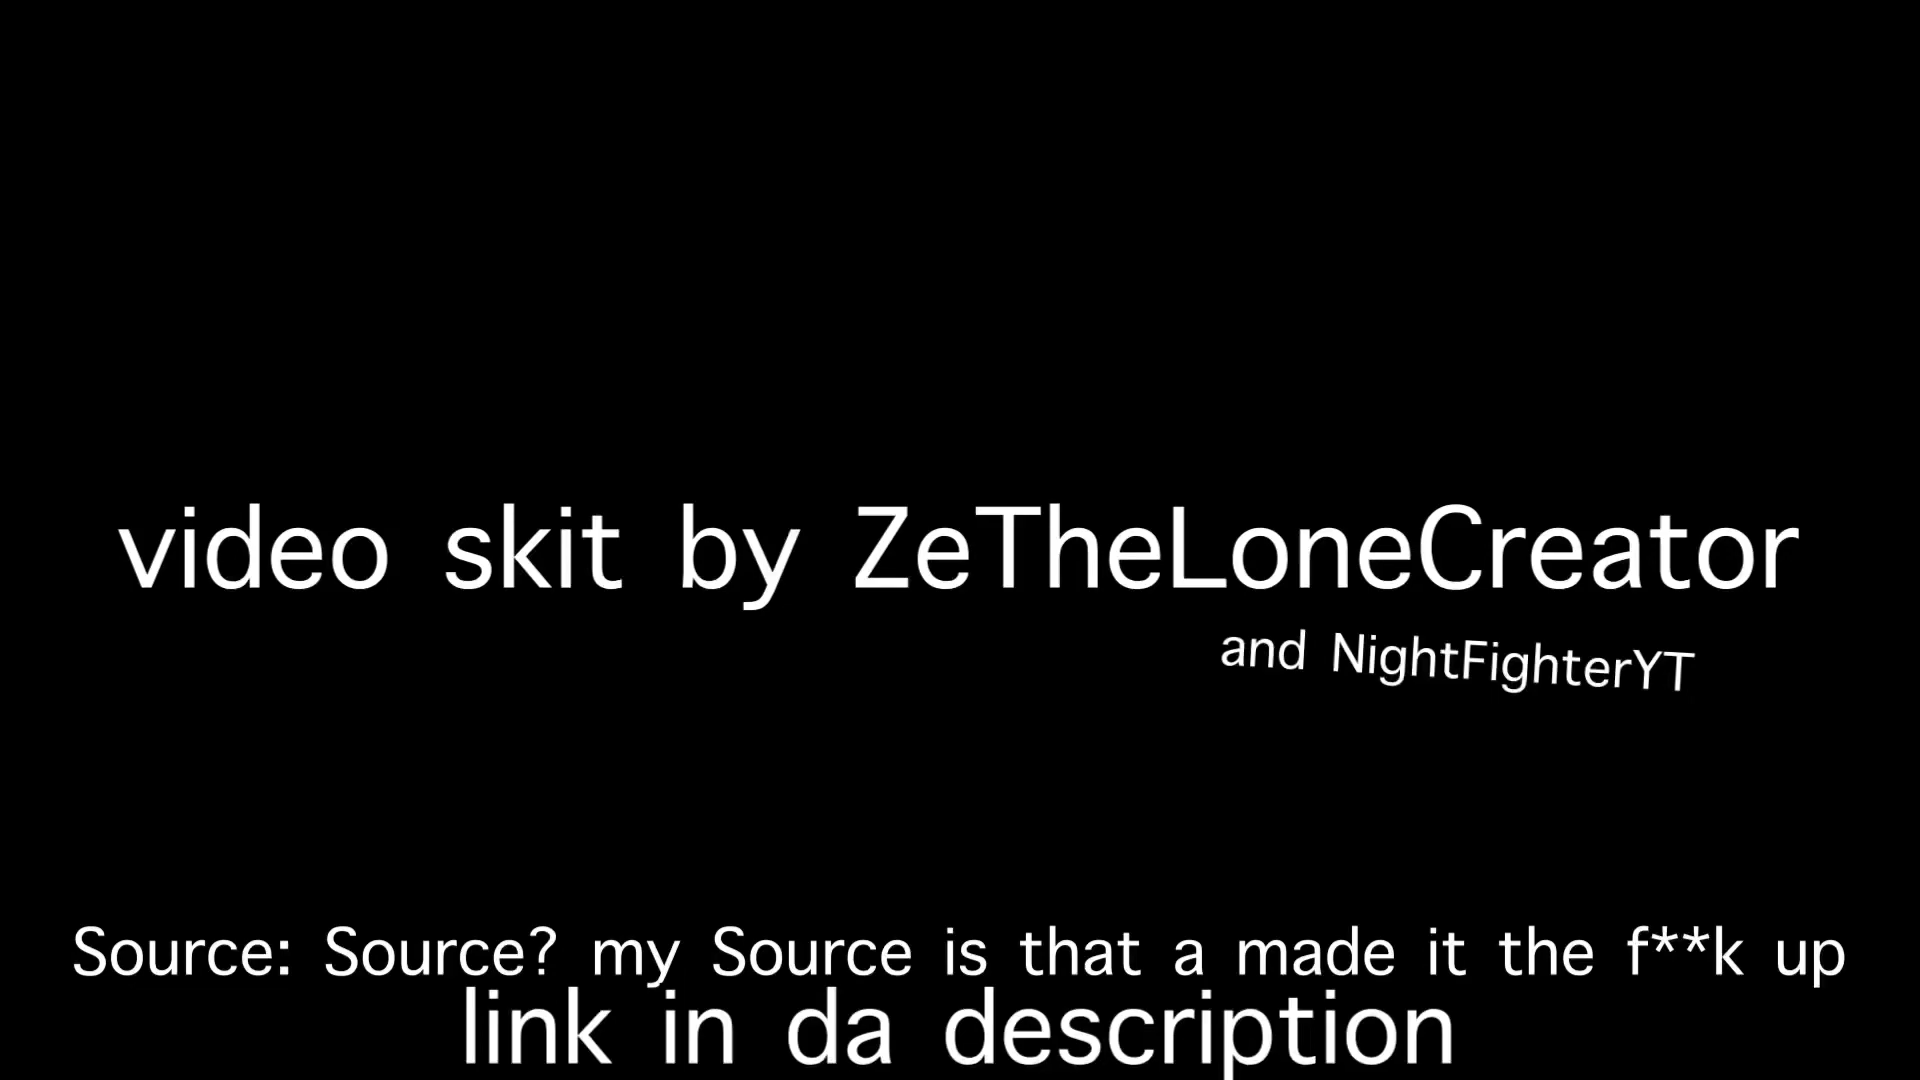 video skit by ZeTheLoneCreator
and NightFighterYT
Source: Source? my Source is that a made it the f**k up
link in da description